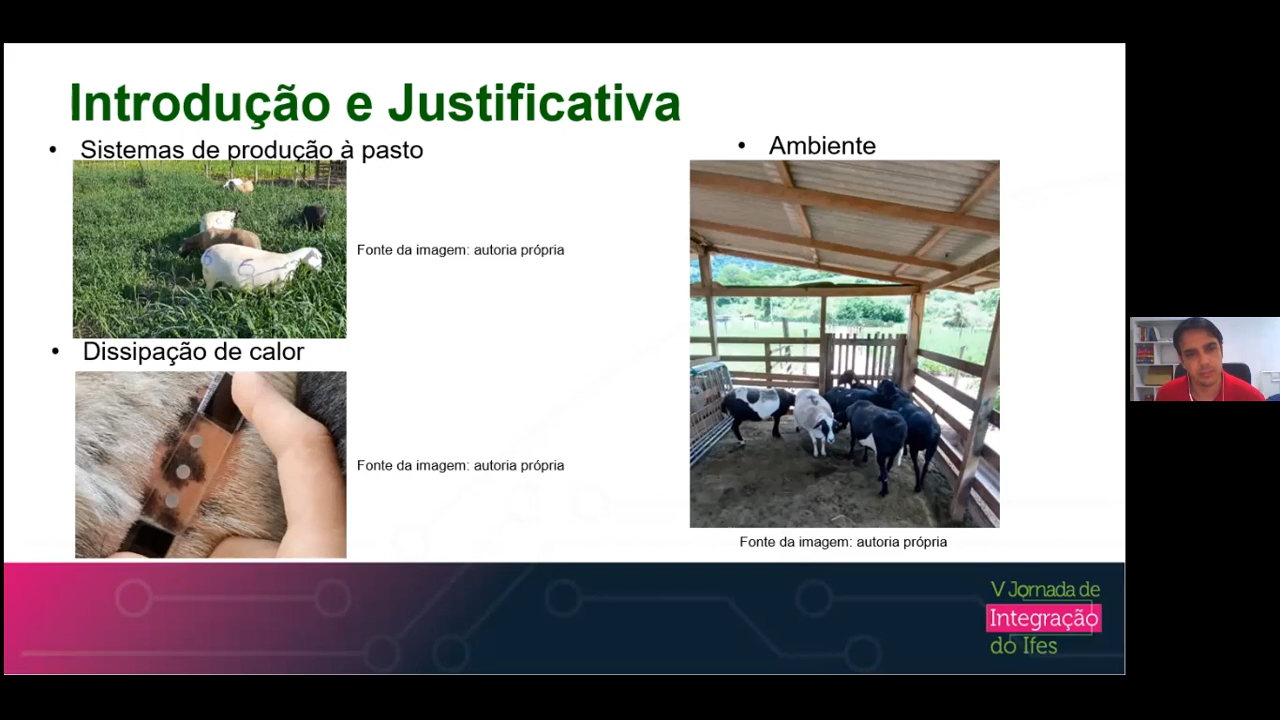 Introdução e Justificativa
• Sistemas de produção à pasto
Fonte da imagem: autoria própria
• Dissipação de calor
Fonte da imagem: autoria própria
• Ambiente
Fonte da imagem: autoria própria
V Jornada de
Integração
do Ifes